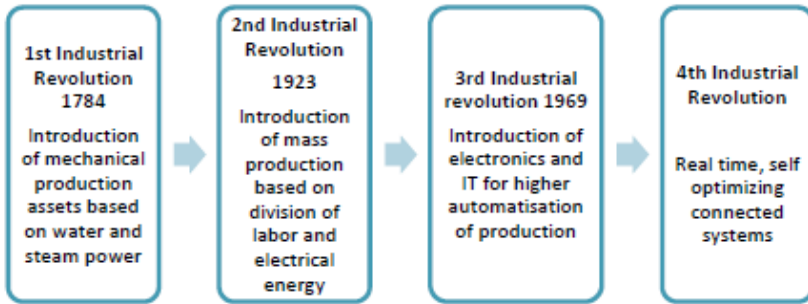 1st Industrial
Revolution
1784
Introduction
of mechanical
production
assets based
on water and
steam power
2nd Industrial
Revolution
1923
Introduction
of mass
production
based on
division of
labor and
electrical
energy
3rd Industrial
revolution 1969
Introduction of
electronics and
IT for higher
automatisation
of production
4th Industrial
Revolution
Real time, self
optimizing
connected
systems